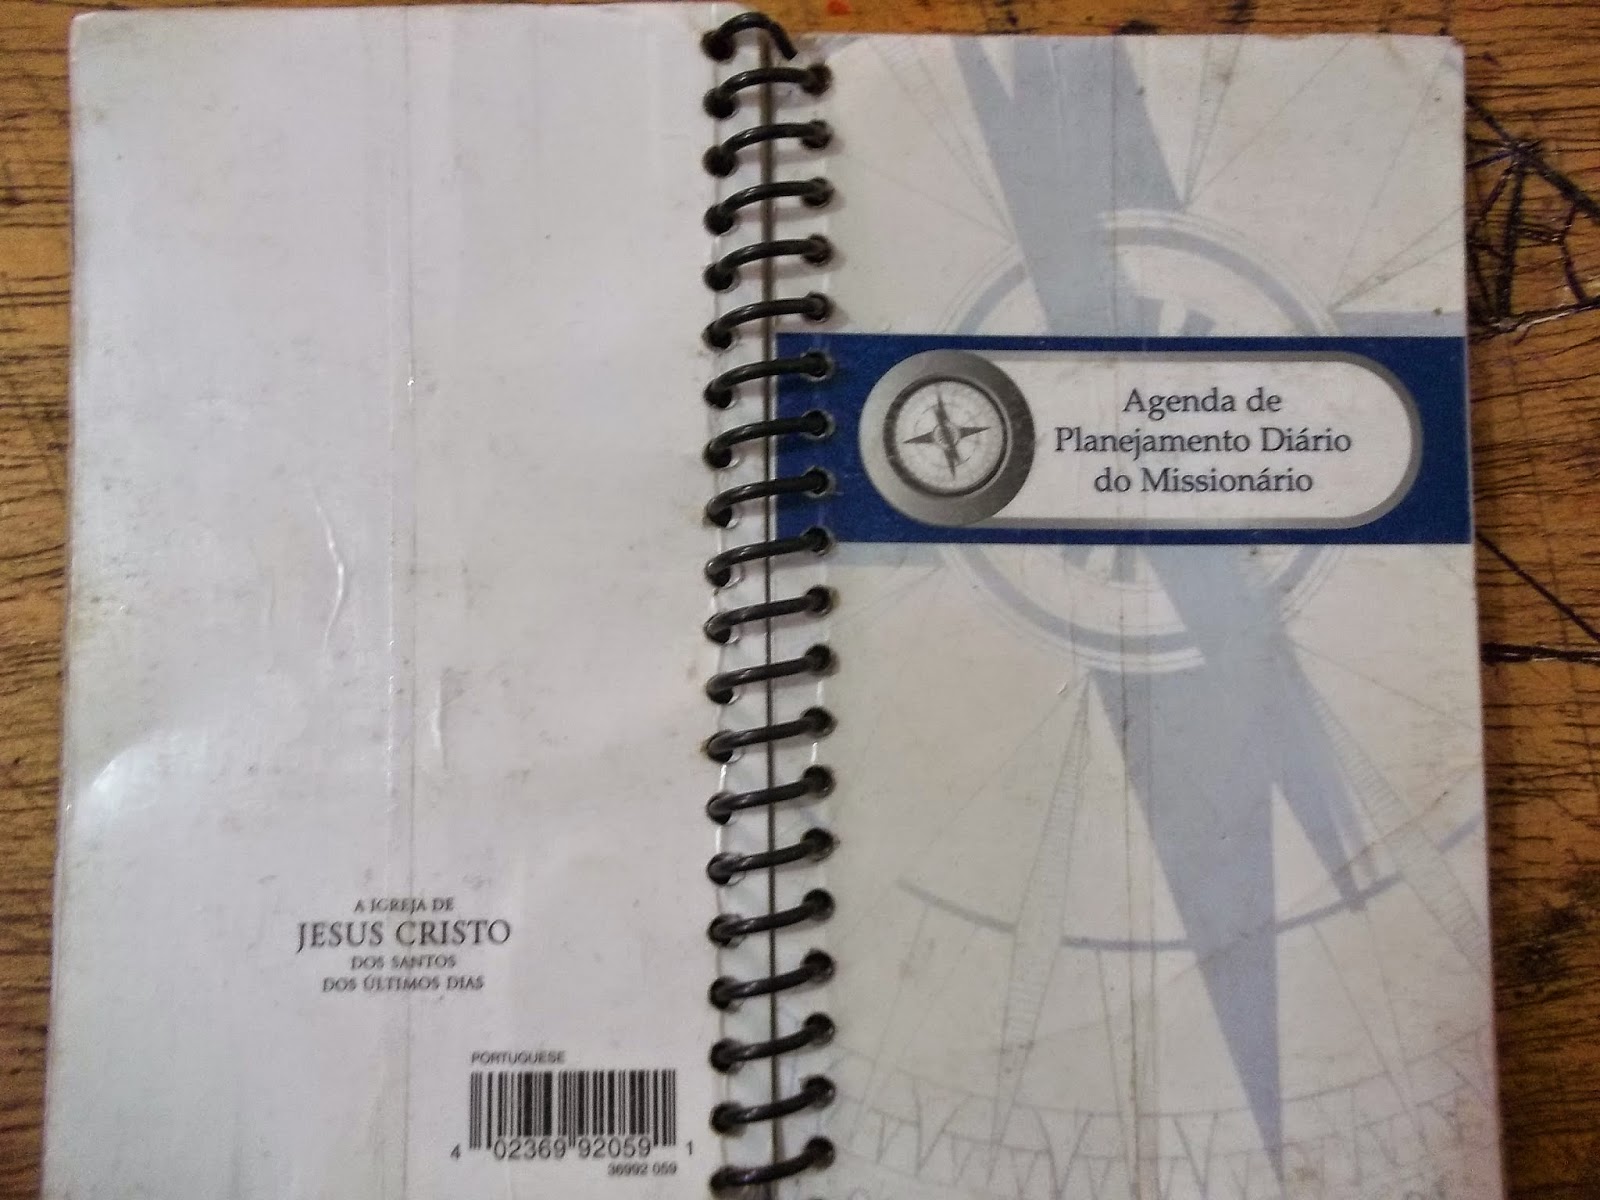 A IGREJA DE
JESUS CRISTO
DOS SANTOS
DOS ÚLTIMOS DIAS
PORTUGUESE
4 02369 92059 1
36992 059
Agenda de
Planejamento Diário
do Missionário